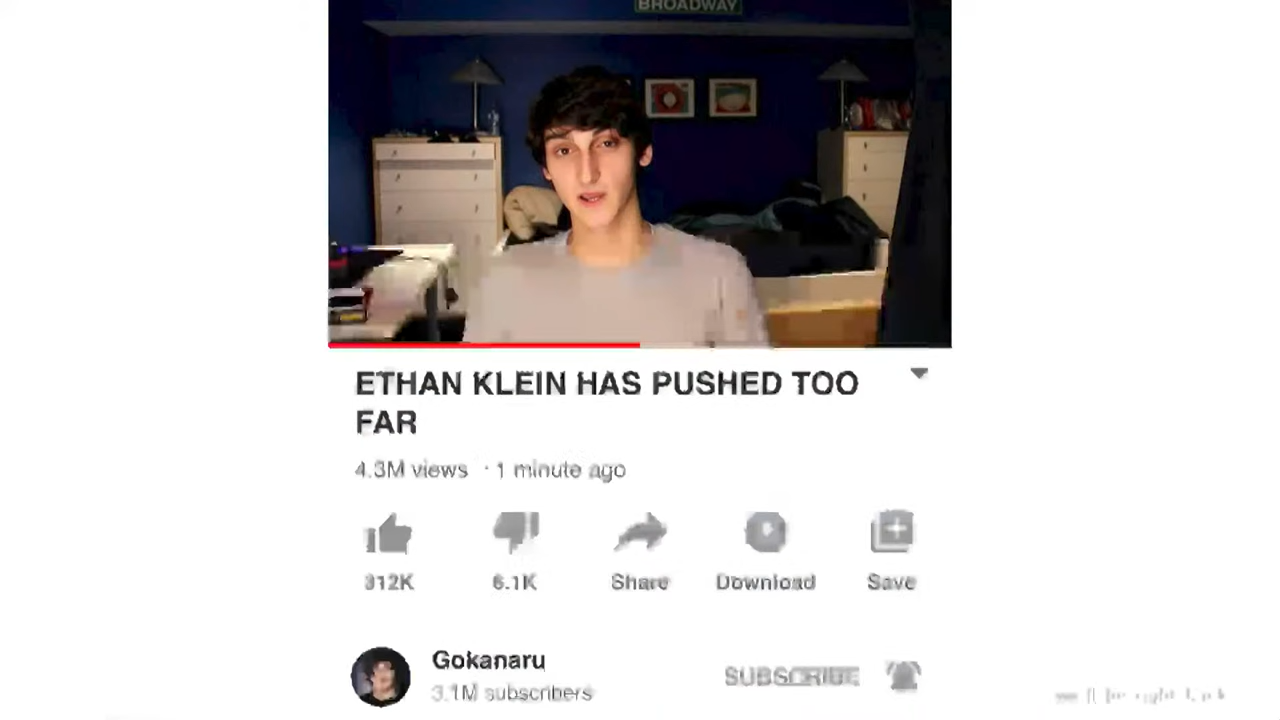 BROADWAY
ETHAN KLEIN HAS PUSHED TOO
FAR
4.3M views · 1 minute ago
312K
6.1K
Share
Download
Save
Gokanaru
3.1M subscribers
SUBSCRIBE